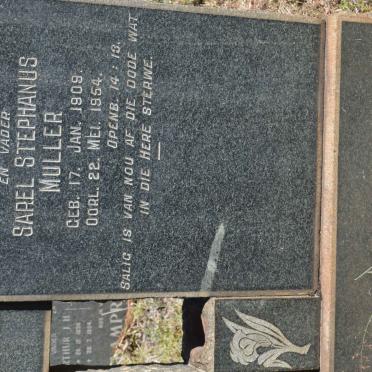 EN VADER
SAREL STEPHANUS
MULLER
GEB. 17. JAN. 1909.
OORL. 22. MEI. 1954.
OPENB. 14 : 13.
SALIG IS VAN NOU AF DIE DODE WAT
IN DIE HERE STERWE.